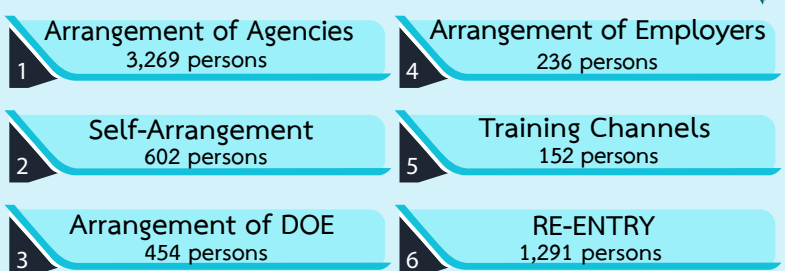 Arrangement of Agencies
3,269 persons
1
Self-Arrangement
602 persons
2
Arrangement of DOE
454 persons
3
Arrangement of Employers
236 persons
4
Training Channels
152 persons
5
RE-ENTRY
1,291 persons
6